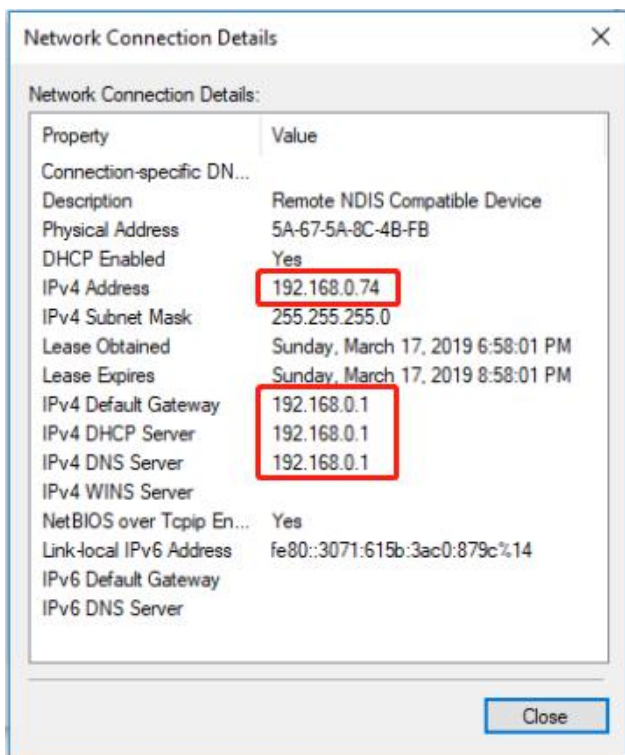 Network Connection Details
Network Connection Details:
Property Value
Connection-specific DN...
Description Remote NDIS Compatible Device
Physical Address 5A-67-5A-8C-4B-FB
DHCP Enabled Yes
IPv4 Address 192.168.0.74
IPv4 Subnet Mask 255.255.255.0
Lease Obtained Sunday, March 17, 2019 6:58:01 PM
Lease Expires Sunday, March 17, 2019 8:58:01 PM
IPv4 Default Gateway 192.168.0.1
IPv4 DHCP Server 192.168.0.1
IPv4 DNS Server 192.168.0.1
IPv4 WINS Server
NetBIOS over Tcpip En... Yes
Link-local IPv6 Address fe80::3071:615b:3ac0:879c%14
IPv6 Default Gateway
IPv6 DNS Server
Close